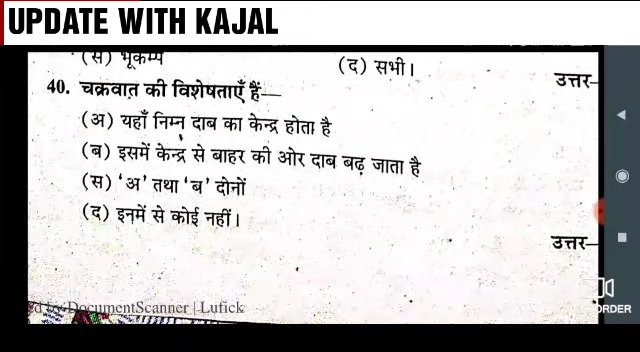 UPDATE WITH KAJAL
(स) भूकम्प (द) सभी।
उत्तर-
40. चक्रवात की विशेषताएँ हैं—
(अ) यहाँ निम्न दाब का केन्द्र होता है
(ब) इसमें केन्द्र से बाहर की ओर दाब बढ़ जाता है
(स) ‘अ’ तथा ‘ब’ दोनों
(द) इनमें से कोई नहीं।
उत्तर-
d by DocumentScanner | Lufick
ORDER